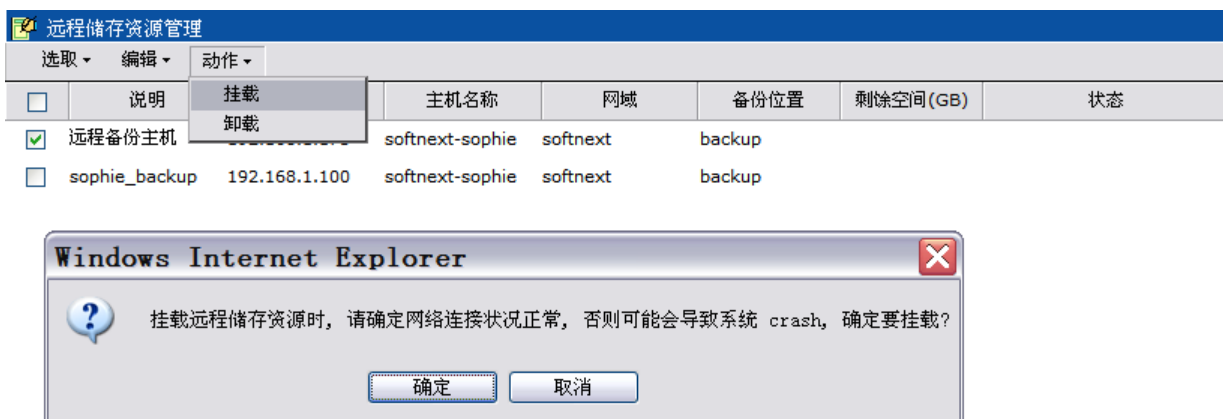 远程储存资源管理
选取 编辑 动作
挂载
卸载
说明 主机名称 网域 备份位置 剩馀空间(GB) 状态
远程备份主机 softnext-sophie softnext backup
sophie_backup 192.168.1.100 softnext-sophie softnext backup
Windows Internet Explorer
挂载远程储存资源时, 请确定网络连接状况正常, 否则可能会导致系统 crash, 确定要挂载?
确定 取消